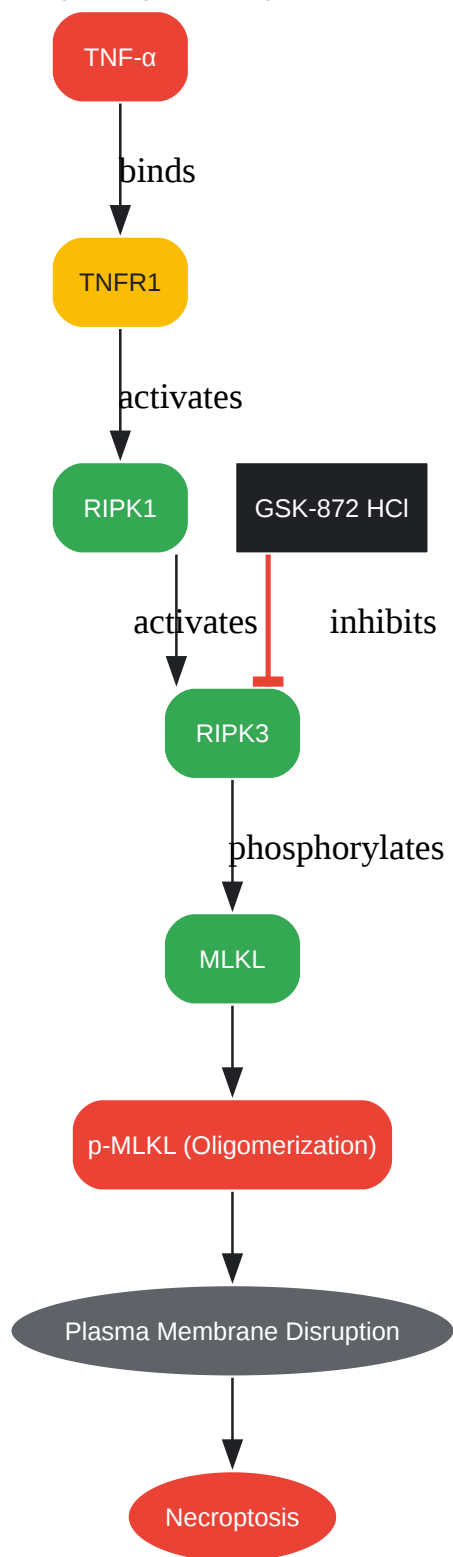 TNF-α
binds
TNFR1
activates
RIPK1
GSK-872 HCl
activates
inhibits
RIPK3
phosphorylates
MLKL
p-MLKL (Oligomerization)
Plasma Membrane Disruption
Necroptosis